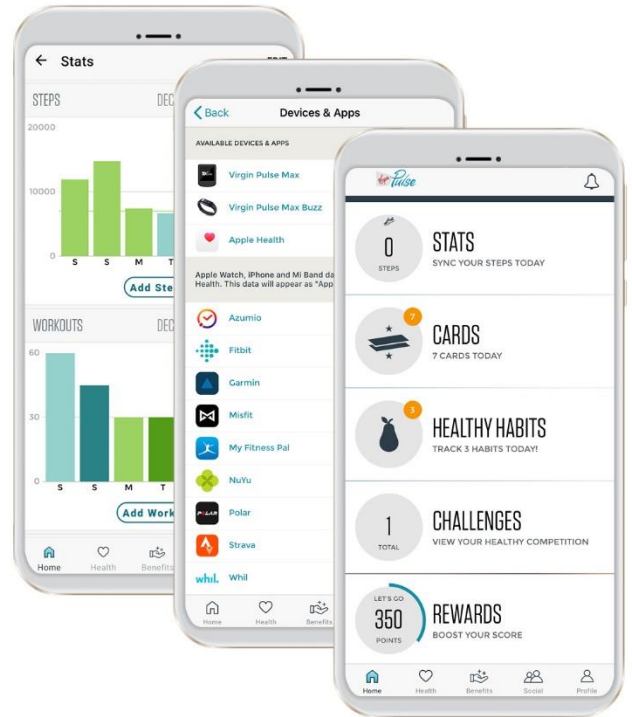 Stats
STEPS
DEC
20000
10000
0
S S M T
Add Ste
WORKOUTS
DEC
60
30
0
S S M T
Add Work
Home Health Benefits
Back
Devices & Apps
AVAILABLE DEVICES & APPS
Virgin Pulse Max
Virgin Pulse Max Buzz
Apple Health
Apple Watch, iPhone and Mi Band da
Health. This data will appear as "App
Azumio
Fitbit
Garmin
Misfit
My Fitness Pal
NuYu
POLAR
Polar
Strava
whil.
Whil
Home Health Benefits
Virgin Pulse
0
STEPS
STATS
SYNC YOUR STEPS TODAY
7
CARDS
7 CARDS TODAY
3
HEALTHY HABITS
TRACK 3 HABITS TODAY!
1
TOTAL
CHALLENGES
VIEW YOUR HEALTHY COMPETITION
LET'S GO
350
POINTS
REWARDS
BOOST YOUR SCORE
Home Health Benefits Social Profile